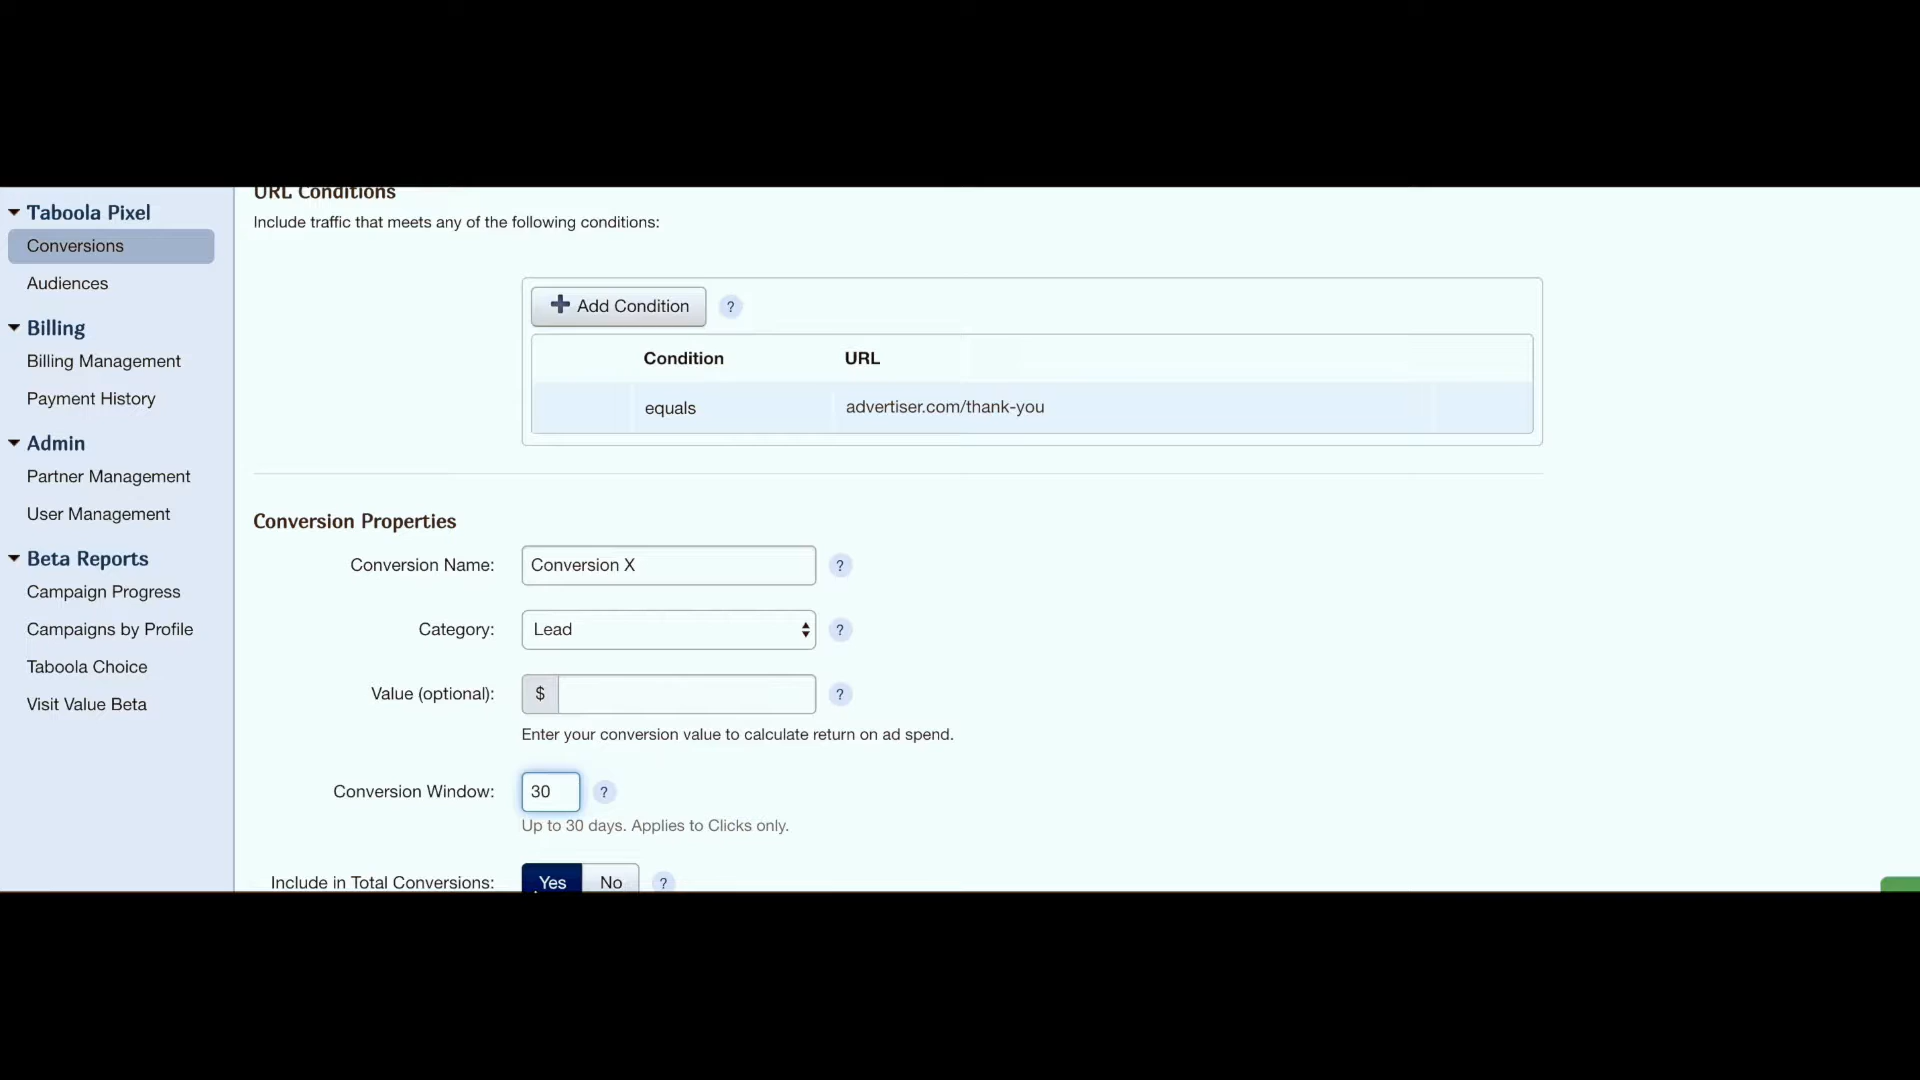 Taboola Pixel
Conversions
Audiences
Billing
Billing Management
Payment History
Admin
Partner Management
User Management
Beta Reports
Campaign Progress
Campaigns by Profile
Taboola Choice
Visit Value Beta
URL Conditions
Include traffic that meets any of the following conditions:
Add Condition ?
Condition URL
equals advertiser.com/thank-you
Conversion Properties
Conversion Name: Conversion X ?
Category: Lead ?
Value (optional): $ ?
Enter your conversion value to calculate return on ad spend.
Conversion Window: 30 ?
Up to 30 days. Applies to Clicks only.
Include in Total Conversions: Yes No ?